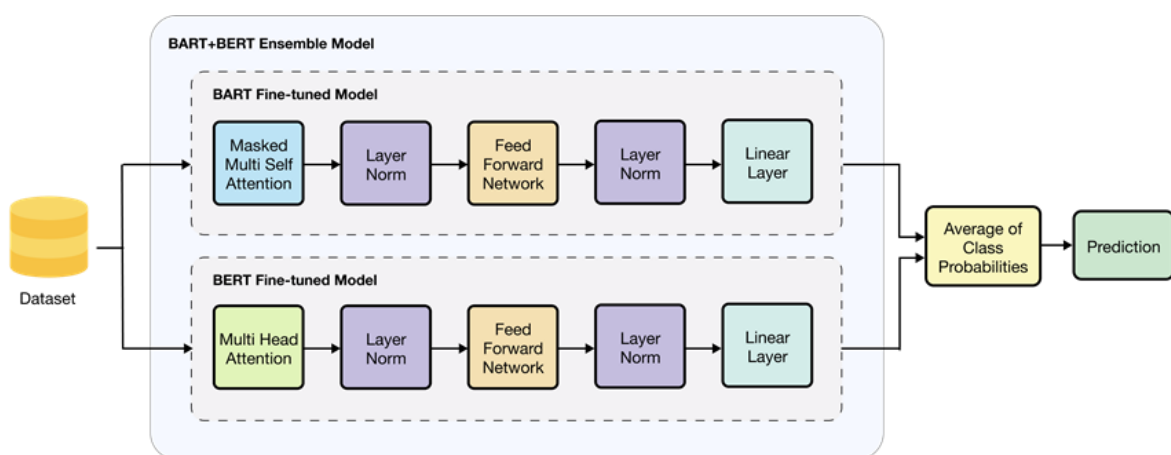 BART+BERT Ensemble Model
BART Fine-tuned Model
Masked
Multi Self
Attention
Layer
Norm
Feed
Forward
Network
Layer
Norm
Linear
Layer
Dataset
BERT Fine-tuned Model
Multi Head
Attention
Layer
Norm
Feed
Forward
Network
Layer
Norm
Linear
Layer
Average of
Class
Probabilities
Prediction